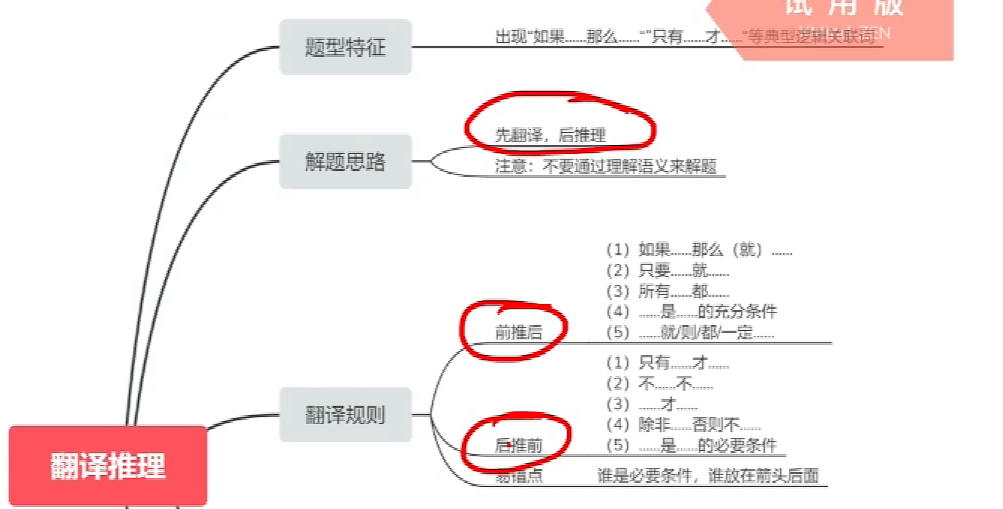 试用版
题型特征
出现“如果……那么……“”只有……才……“等典型逻辑关联词
解题思路
先翻译，后推理
注意：不要通过理解语义来解题
翻译推理
翻译规则
前推后
（1）如果……那么（就）……
（2）只要……就……
（3）所有……都……
（4）……是……的充分条件
（5）……就/则/都/一定……
后推前
（1）只有……才……
（2）不……不……
（3）……才……
（4）除非……否则不……
（5）……是……的必要条件
易错点
谁是必要条件，谁放在箭头后面